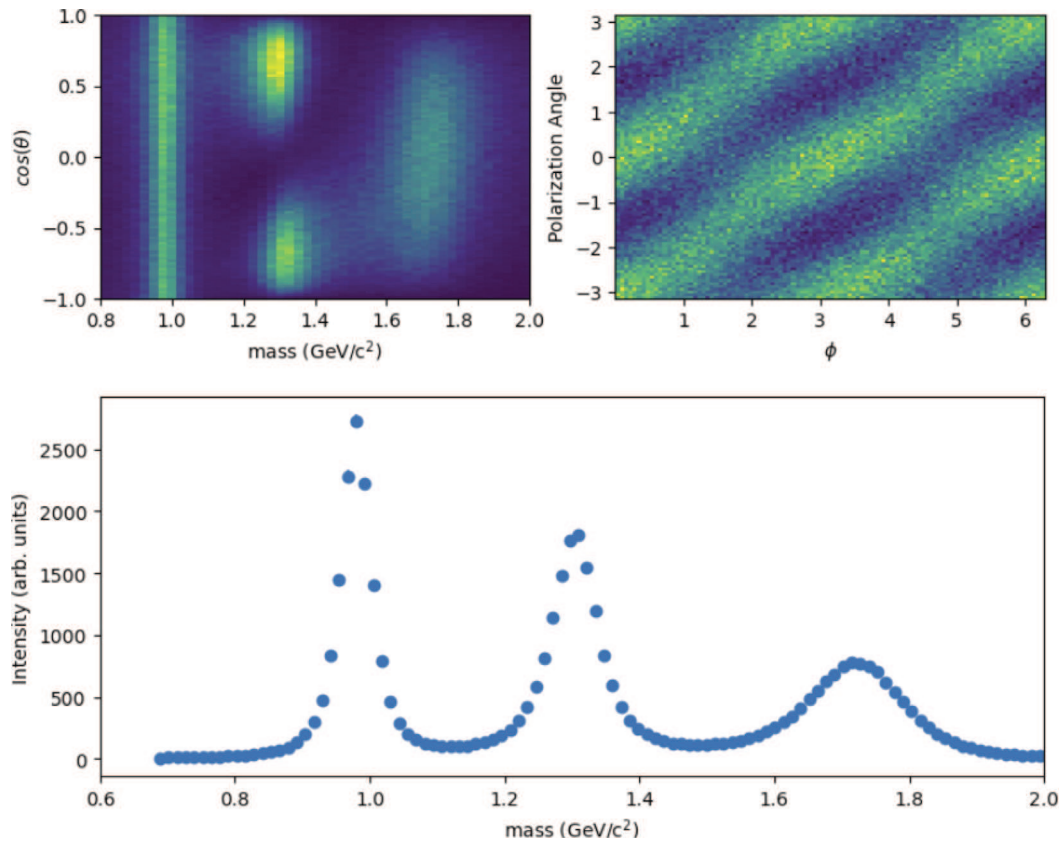 1.0
0.5
0.0
−0.5
−1.0
cos(θ)
0.8 1.0 1.2 1.4 1.6 1.8 2.0
mass (GeV/c²)
3
2
1
0
−1
−2
−3
Polarization Angle
1 2 3 4 5 6
ϕ
2500
2000
1500
1000
500
0
Intensity (arb. units)
0.6 0.8 1.0 1.2 1.4 1.6 1.8 2.0
mass (GeV/c²)